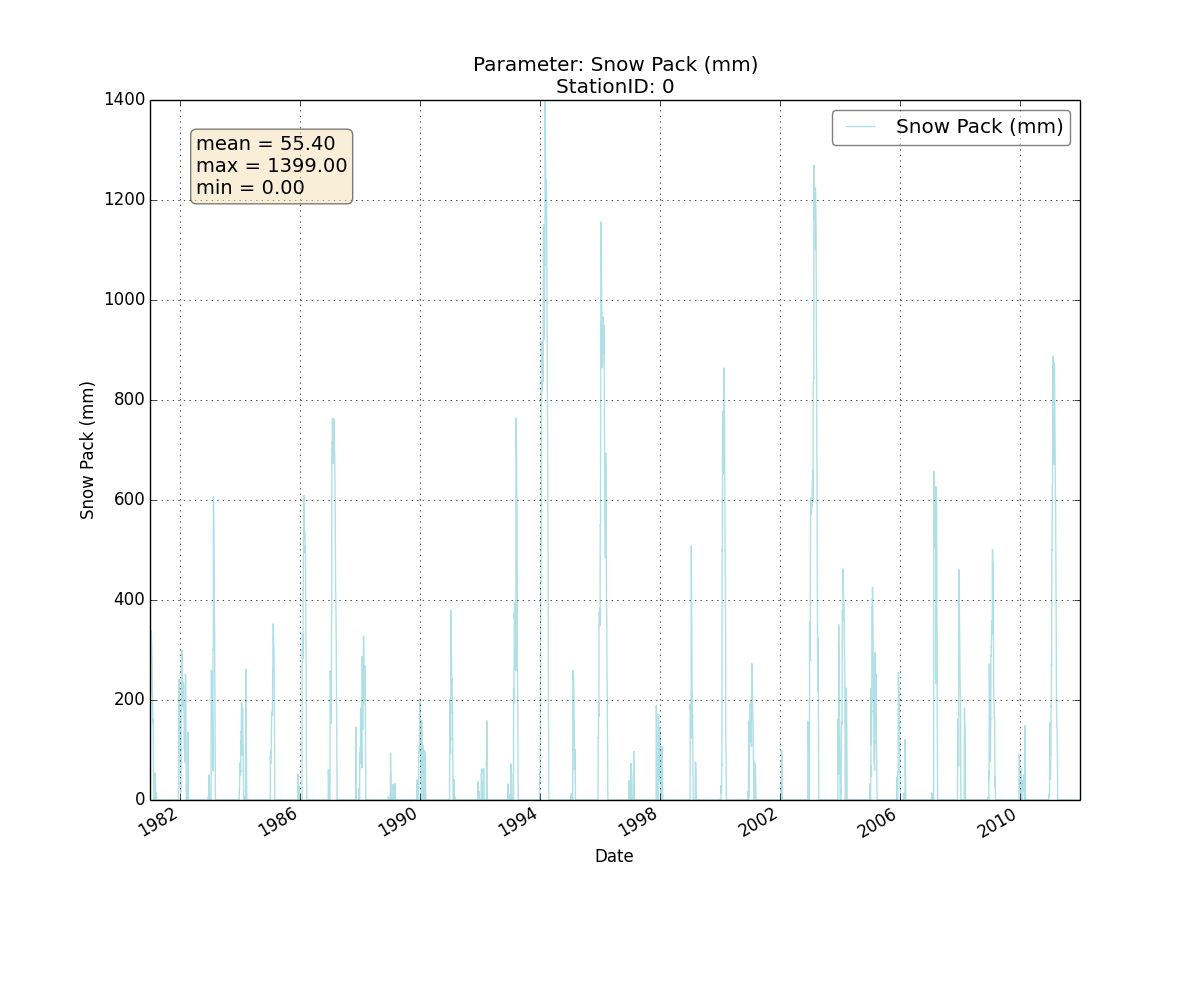 Parameter: Snow Pack (mm)
StationID: 0
1400
1200
1000
800
600
400
200
0
Snow Pack (mm)
mean = 55.40
max = 1399.00
min = 0.00
Snow Pack (mm)
1982
1986
1990
1994
1998
2002
2006
2010
Date